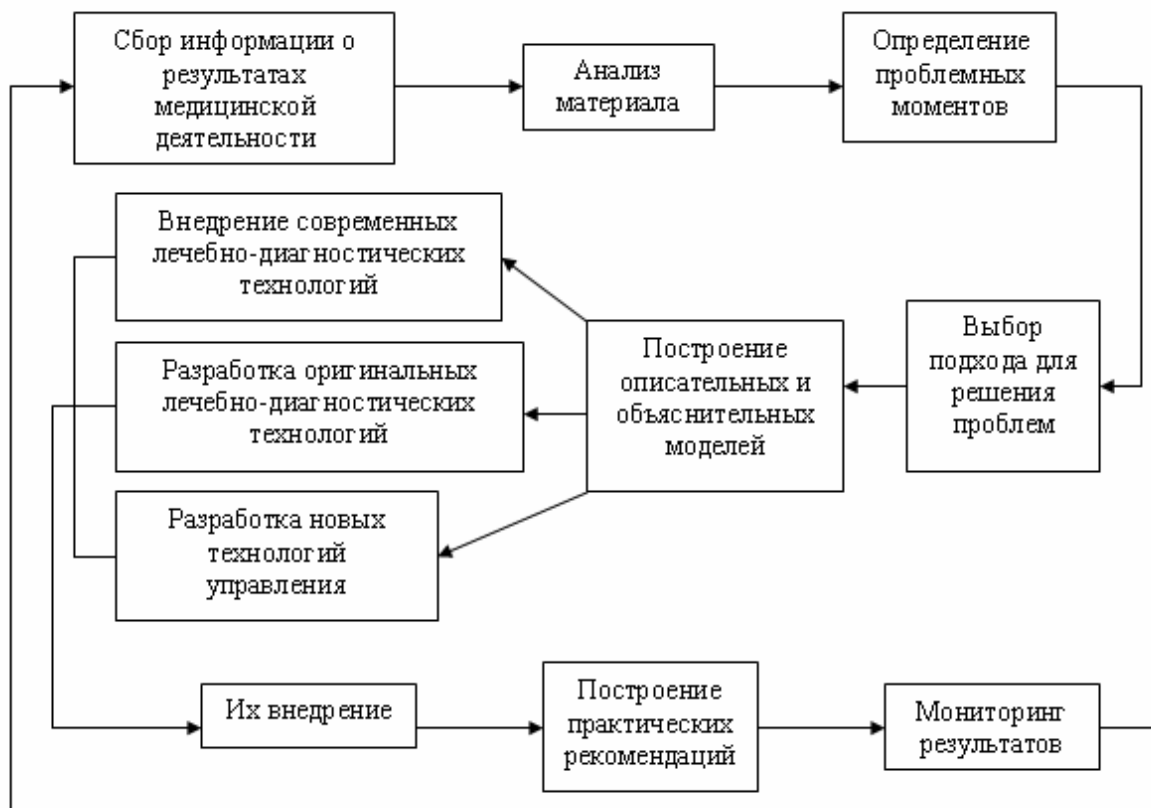 Сбор информации о
результатах
медицинской
деятельности
Анализ
материала
Определение
проблемных
моментов
Внедрение современных
лечебно-диагностических
технологий
Разработка оригинальных
лечебно-диагностических
технологий
Разработка новых
технологий
управления
Построение
описательных и
объяснительных
моделей
Выбор
подхода для
решения
проблем
Их внедрение
Построение
практических
рекомендаций
Мониторинг
результатов